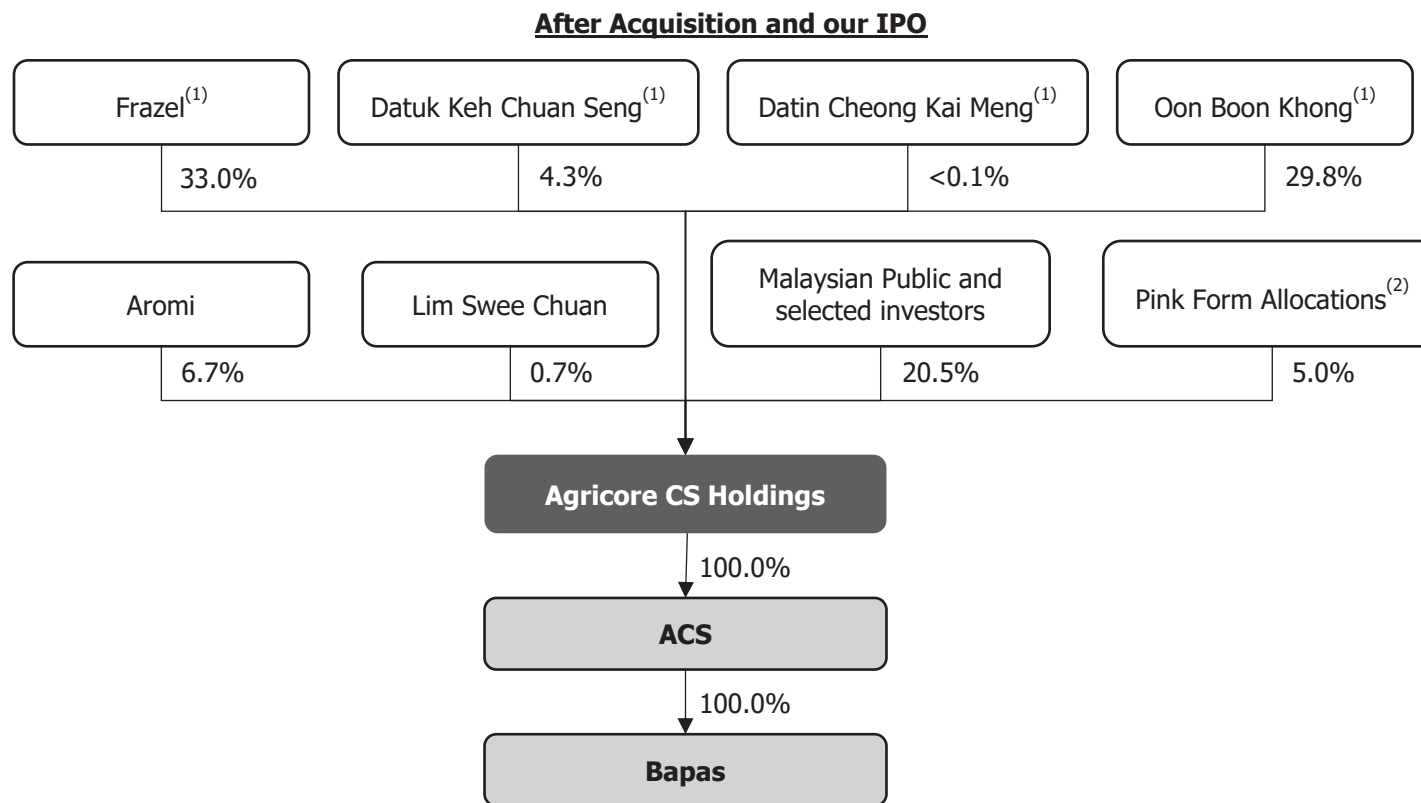 After Acquisition and our IPO
Frazel(1)
Datuk Keh Chuan Seng(1)
Datin Cheong Kai Meng(1)
Oon Boon Khong(1)
33.0%
4.3%
<0.1%
29.8%
Aromi
Lim Swee Chuan
Malaysian Public and
selected investors
Pink Form Allocations(2)
6.7%
0.7%
20.5%
5.0%
Agricore CS Holdings
100.0%
ACS
100.0%
Bapas